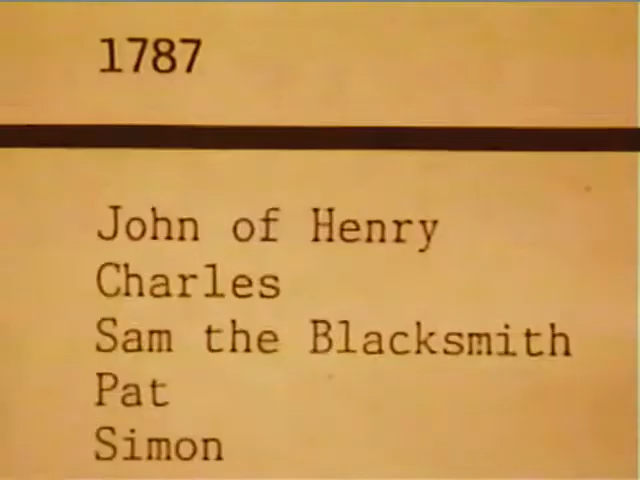 1787
John of Henry
Charles
Sam the Blacksmith
Pat
Simon